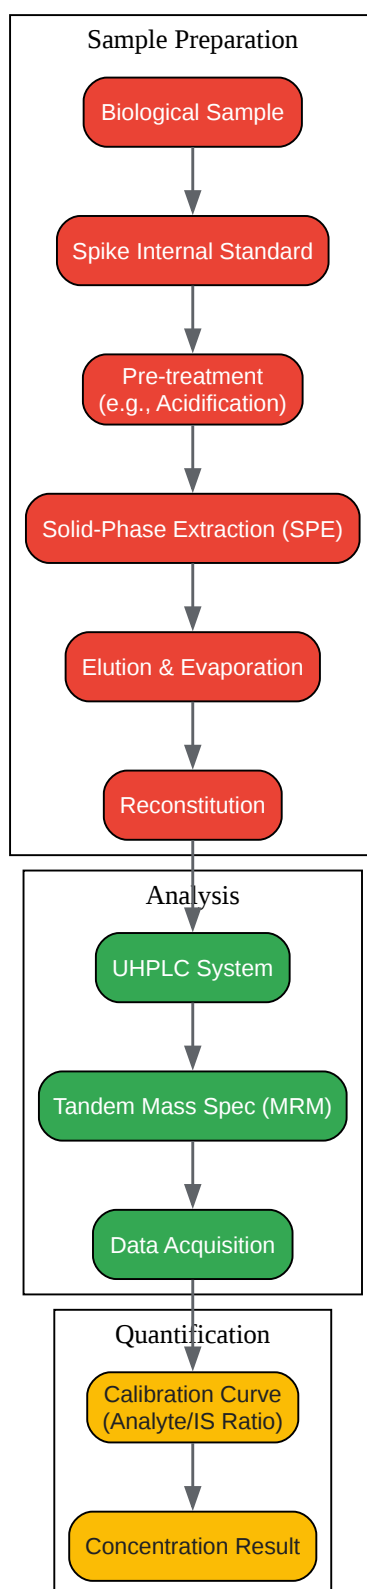 Sample Preparation
Biological Sample
Spike Internal Standard
Pre-treatment
(e.g., Acidification)
Solid-Phase Extraction (SPE)
Elution & Evaporation
Reconstitution
Analysis
UHPLC System
Tandem Mass Spec (MRM)
Data Acquisition
Quantification
Calibration Curve
(Analyte/IS Ratio)
Concentration Result